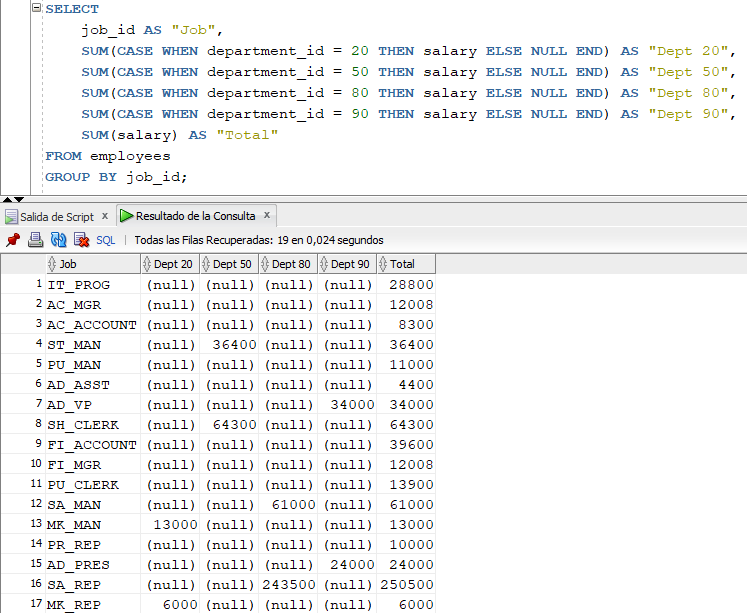 SELECT
job_id AS "Job",
SUM(CASE WHEN department_id = 20 THEN salary ELSE NULL END) AS "Dept 20",
SUM(CASE WHEN department_id = 50 THEN salary ELSE NULL END) AS "Dept 50",
SUM(CASE WHEN department_id = 80 THEN salary ELSE NULL END) AS "Dept 80",
SUM(CASE WHEN department_id = 90 THEN salary ELSE NULL END) AS "Dept 90",
SUM(salary) AS "Total"
FROM employees
GROUP BY job_id;
Salida de Script x Resultado de la Consulta x
SQL | Todas las Filas Recuperadas: 19 en 0,024 segundos
Job Dept 20 Dept 50 Dept 80 Dept 90 Total
1 IT_PROG (null) (null) (null) (null) 28800
2 AC_MGR (null) (null) (null) (null) 12008
3 AC_ACCOUNT (null) (null) (null) (null) 8300
4 ST_MAN (null) 36400 (null) (null) 36400
5 PU_MAN (null) (null) (null) (null) 11000
6 AD_ASST (null) (null) (null) (null) 4400
7 AD_VP (null) (null) (null) 34000 34000
8 SH_CLERK (null) 64300 (null) (null) 64300
9 FI_ACCOUNT (null) (null) (null) (null) 39600
10 FI_MGR (null) (null) (null) (null) 12008
11 PU_CLERK (null) (null) (null) (null) 13900
12 SA_MAN (null) (null) 61000 (null) 61000
13 MK_MAN 13000 (null) (null) (null) 13000
14 PR_REP (null) (null) (null) (null) 10000
15 AD_PRES (null) (null) (null) 24000 24000
16 SA_REP (null) (null) 243500 (null) 250500
17 MK_REP 6000 (null) (null) (null) 6000